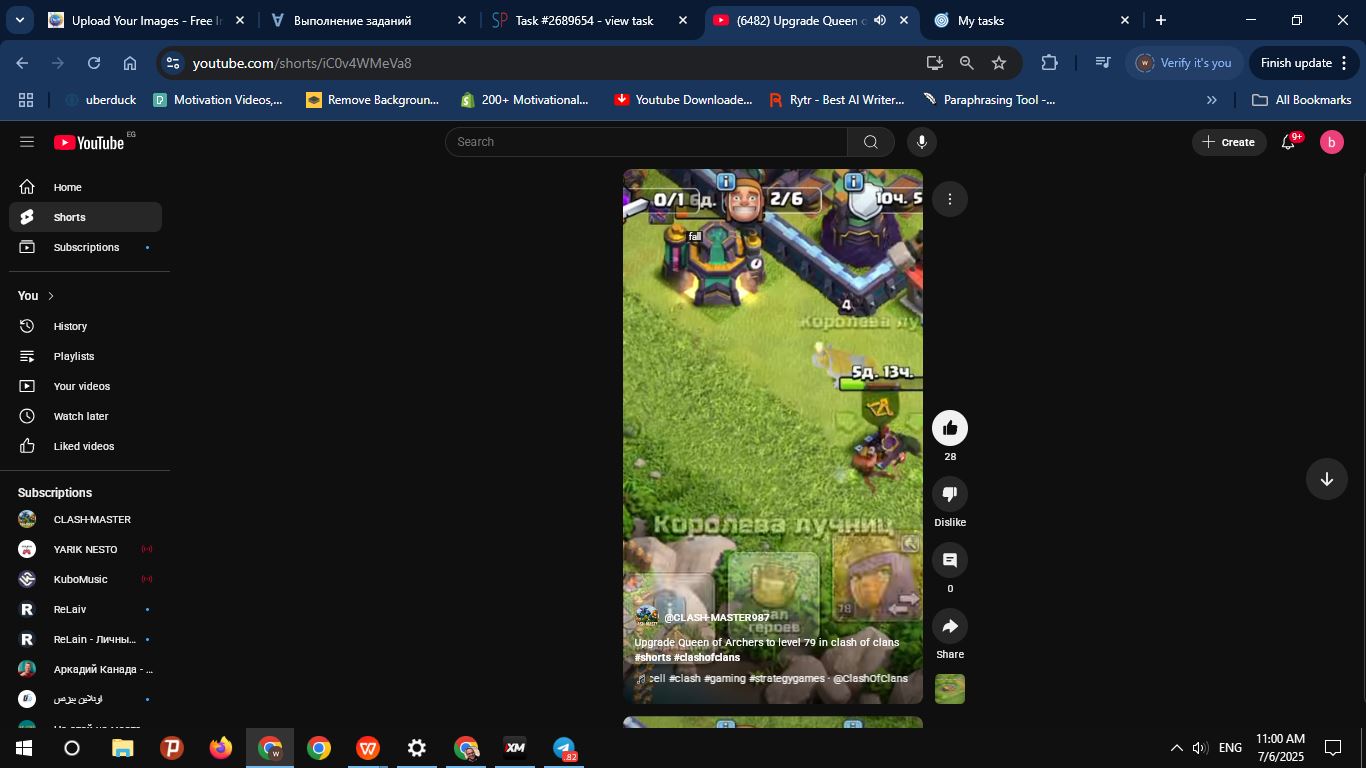 Upload Your Images - Free I
Выполнение заданий
Task #2689654 - view task
(6482) Upgrade Queen o
My tasks
youtube.com/shorts/iC0v4WMeVa8
Verify it's you
Finish update
uberduck
Motivation Videos,...
Remove Backgroun...
200+ Motivational...
Youtube Downloade...
Rytr - Best AI Writer...
Paraphrasing Tool -...
All Bookmarks
YouTube EG
Search
Create
9+
b
Home
Shorts
Subscriptions
You
History
Playlists
Your videos
Watch later
Liked videos
Subscriptions
CLASH-MASTER
YARIK NESTO
KuboMusic
ReLaiv
ReLain - Личны...
Аркадий Канада - ...
اونلاين بيزنس
0/1 6д.
2/6
10ч. 5
fall
4
Королева лу
5д. 13ч.
Королева лучниц
78
Зал
героев
@CLASH-MASTER987
Upgrade Queen of Archers to level 79 in clash of clans
#shorts #clashofclans
cell #clash #gaming #strategygames · @ClashOfClans
28
Dislike
0
Share
ENG
11:00 AM
7/6/2025
82
XM